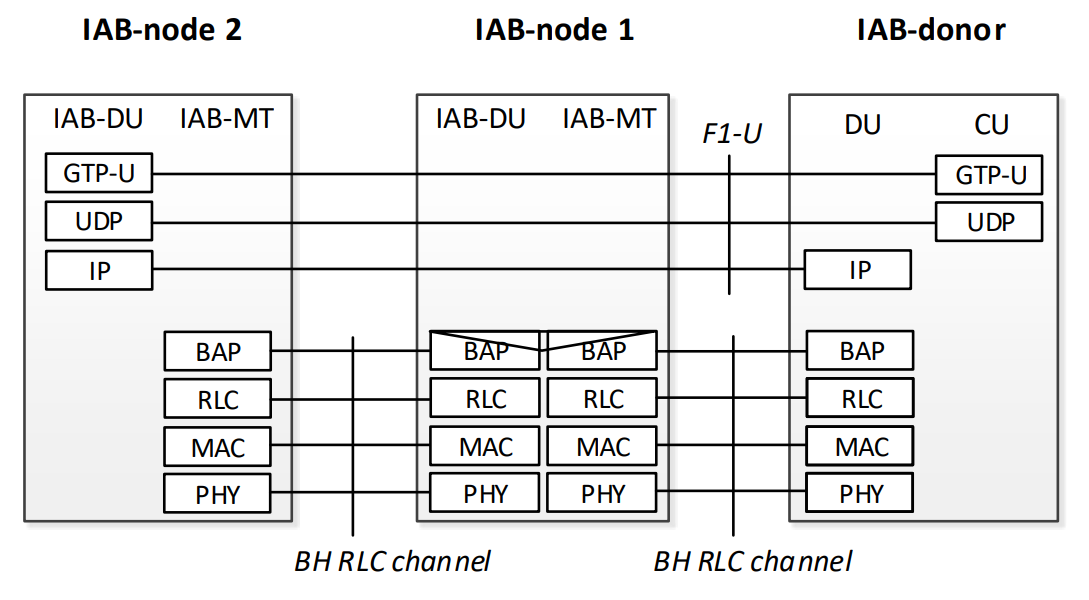 IAB-node 2 IAB-node 1 IAB-donor
IAB-DU IAB-MT IAB-DU IAB-MT F1-U DU CU
GTP-U GTP-U
UDP UDP
IP IP
BAP BAP BAP BAP
RLC RLC RLC RLC
MAC MAC MAC MAC
PHY PHY PHY PHY
BH RLC channel BH RLC channel